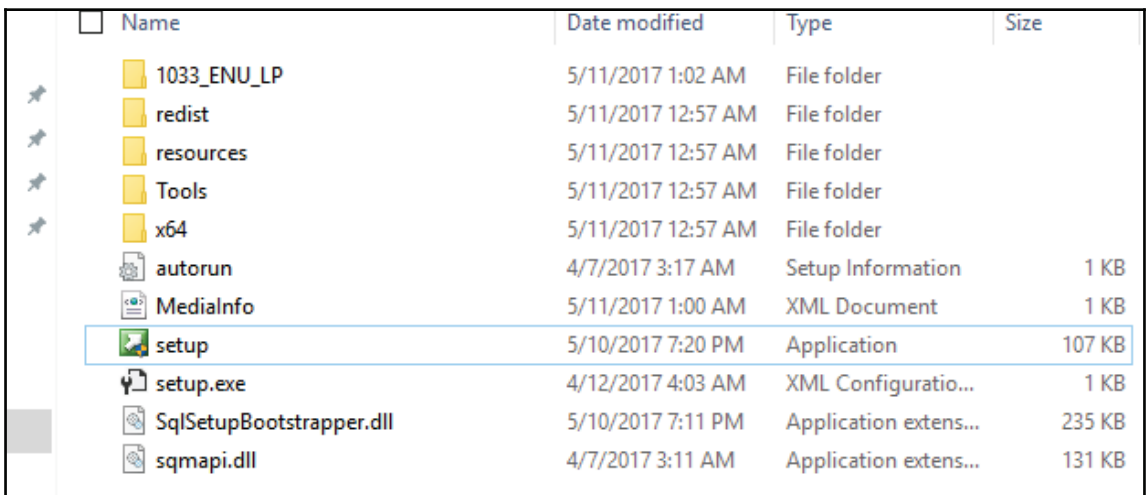 Name Date modified Type Size
1033_ENU_LP 5/11/2017 1:02 AM File folder
redist 5/11/2017 12:57 AM File folder
resources 5/11/2017 12:57 AM File folder
Tools 5/11/2017 12:57 AM File folder
x64 5/11/2017 12:57 AM File folder
autorun 4/7/2017 3:17 AM Setup Information 1 KB
MediaInfo 5/11/2017 1:00 AM XML Document 1 KB
setup 5/10/2017 7:20 PM Application 107 KB
setup.exe 4/12/2017 4:03 AM XML Configuratio... 1 KB
SqlSetupBootstrapper.dll 5/10/2017 7:11 PM Application extens... 235 KB
sqmapi.dll 4/7/2017 3:11 AM Application extens... 131 KB